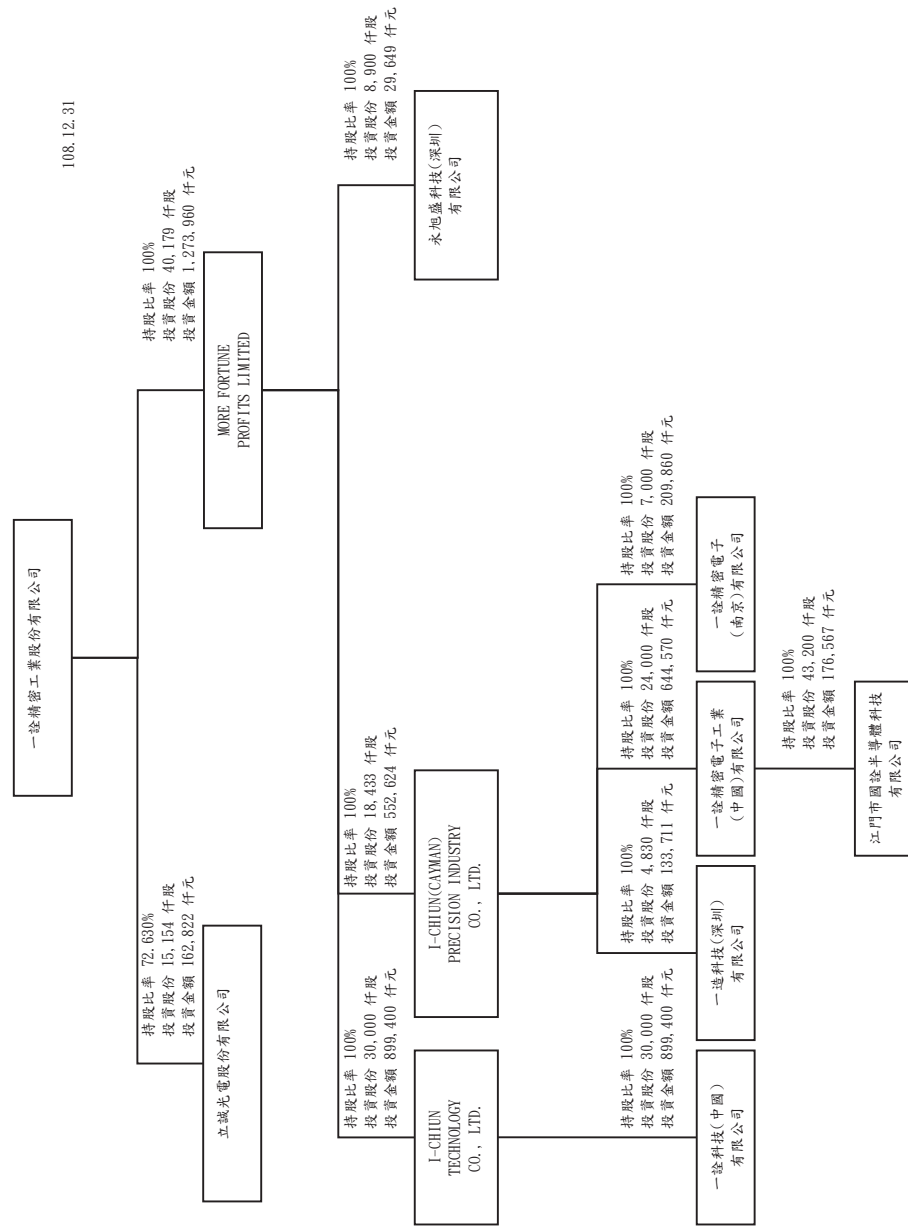 108.12.31
一詮精密工業股份有限公司
持股比率 72.630%
投資股份 15,154 仟股
投資金額 162,822 仟元
立誠光電股份有限公司
持股比率 100%
投資股份 40,179 仟股
投資金額 1,273,960 仟元
MORE FORTUNE
PROFITS LIMITED
持股比率 100%
投資股份 30,000 仟股
投資金額 899,400 仟元
I-CHIUN
TECHNOLOGY
CO., LTD.
持股比率 100%
投資股份 18,433 仟股
投資金額 552,624 仟元
I-CHIUN(CAYMAN)
PRECISION INDUSTRY
CO., LTD.
持股比率 100%
投資股份 8,900 仟股
投資金額 29,649 仟元
永旭盛科技(深圳)
有限公司
持股比率 100%
投資股份 30,000 仟股
投資金額 899,400 仟元
一詮科技(中國)
有限公司
持股比率 100%
投資股份 4,830 仟股
投資金額 133,711 仟元
一造科技(深圳)
有限公司
持股比率 100%
投資股份 24,000 仟股
投資金額 644,570 仟元
一詮精密電子工業
(中國)有限公司
持股比率 100%
投資股份 7,000 仟股
投資金額 209,860 仟元
一詮精密電子
(南京)有限公司
持股比率 100%
投資股份 43,200 仟股
投資金額 176,567 仟元
江門市國詮半導體科技
有限公司